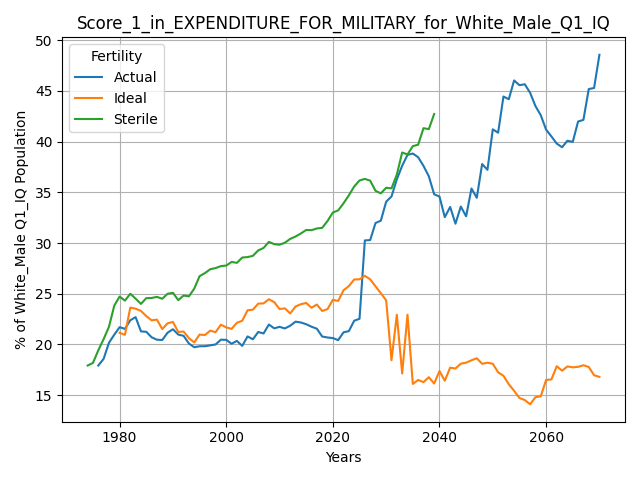 Score_1_in_EXPENDITURE_FOR_MILITARY_for_White_Male_Q1_IQ
Fertility
Actual
Ideal
Sterile
% of White_Male Q1_IQ Population
50
45
40
35
30
25
20
15
1980
2000
2020
2040
2060
Years